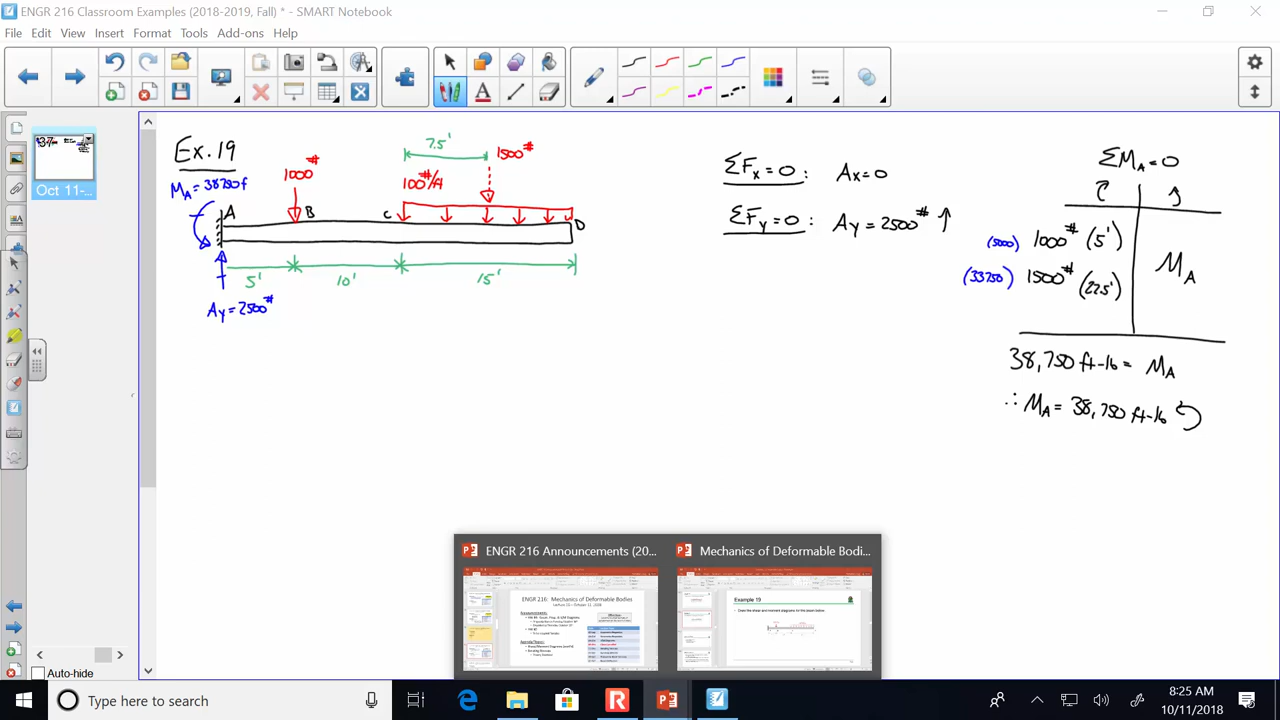 ENGR 216 Classroom Examples (2018-2019, Fall) * - SMART Notebook
File Edit View Insert Format Tools Add-ons Help
Oct 11-
Ex. 19
7.5'
1500#
1000#
100#/ft
MA = 38750
A
B
C
D
5'
10'
15'
Ay = 2500#
ΣFx = 0 : Ax = 0
ΣFy = 0 : Ay = 2500# ↑
ΣMA = 0
(5000) 1000# (5')
(33750) 1500# (22.5')
MA
38,750 ft-lb = MA
∴ MA = 38,750 ft-lb
ENGR 216 Announcements (20...
Mechanics of Deformable Bodi...
ENGR 216: Mechanics of Deformable Bodies
Example 19
Auto-hide
Type here to search
8:25 AM
10/11/2018